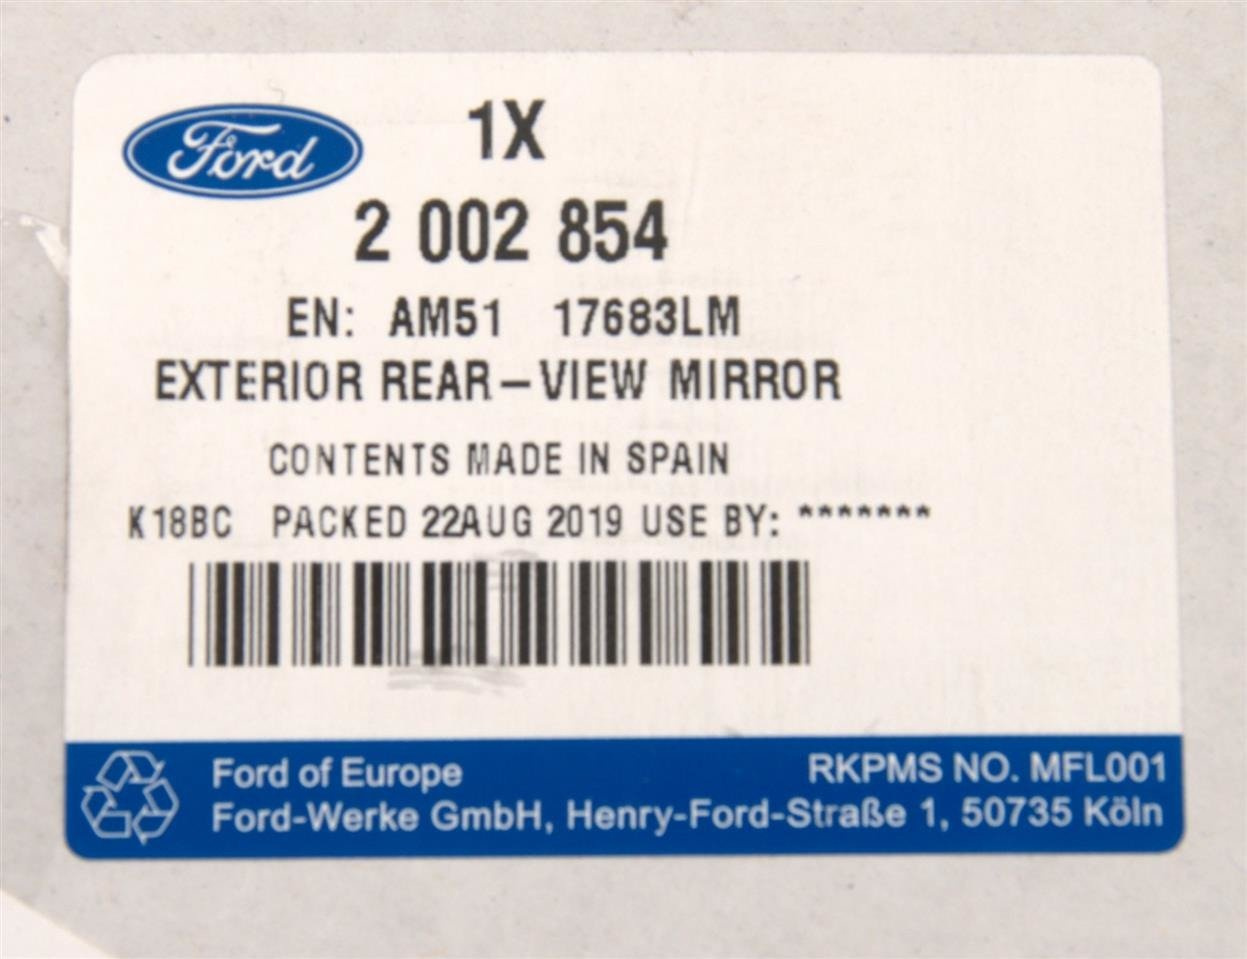 Ford
1X
2 002 854
EN: AM51 17683LM
EXTERIOR REAR–VIEW MIRROR
CONTENTS MADE IN SPAIN
K18BC PACKED 22AUG 2019 USE BY: *******
Ford of Europe
RKPMS NO. MFL001
Ford-Werke GmbH, Henry-Ford-Straße 1, 50735 Köln